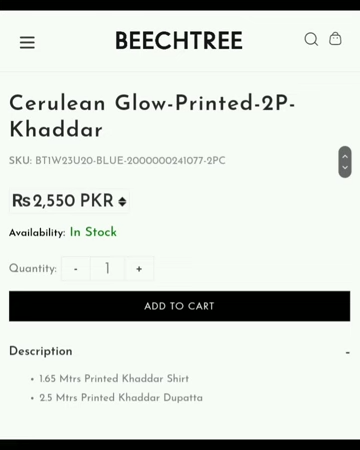 BEECHTREE
Cerulean Glow-Printed-2P-
Khaddar
SKU: BT1W23U20-BLUE-2000000241077-2PC
Rs 2,550 PKR
Availability: In Stock
Quantity: - 1 +
ADD TO CART
Description -
• 1.65 Mtrs Printed Khaddar Shirt
• 2.5 Mtrs Printed Khaddar Dupatta